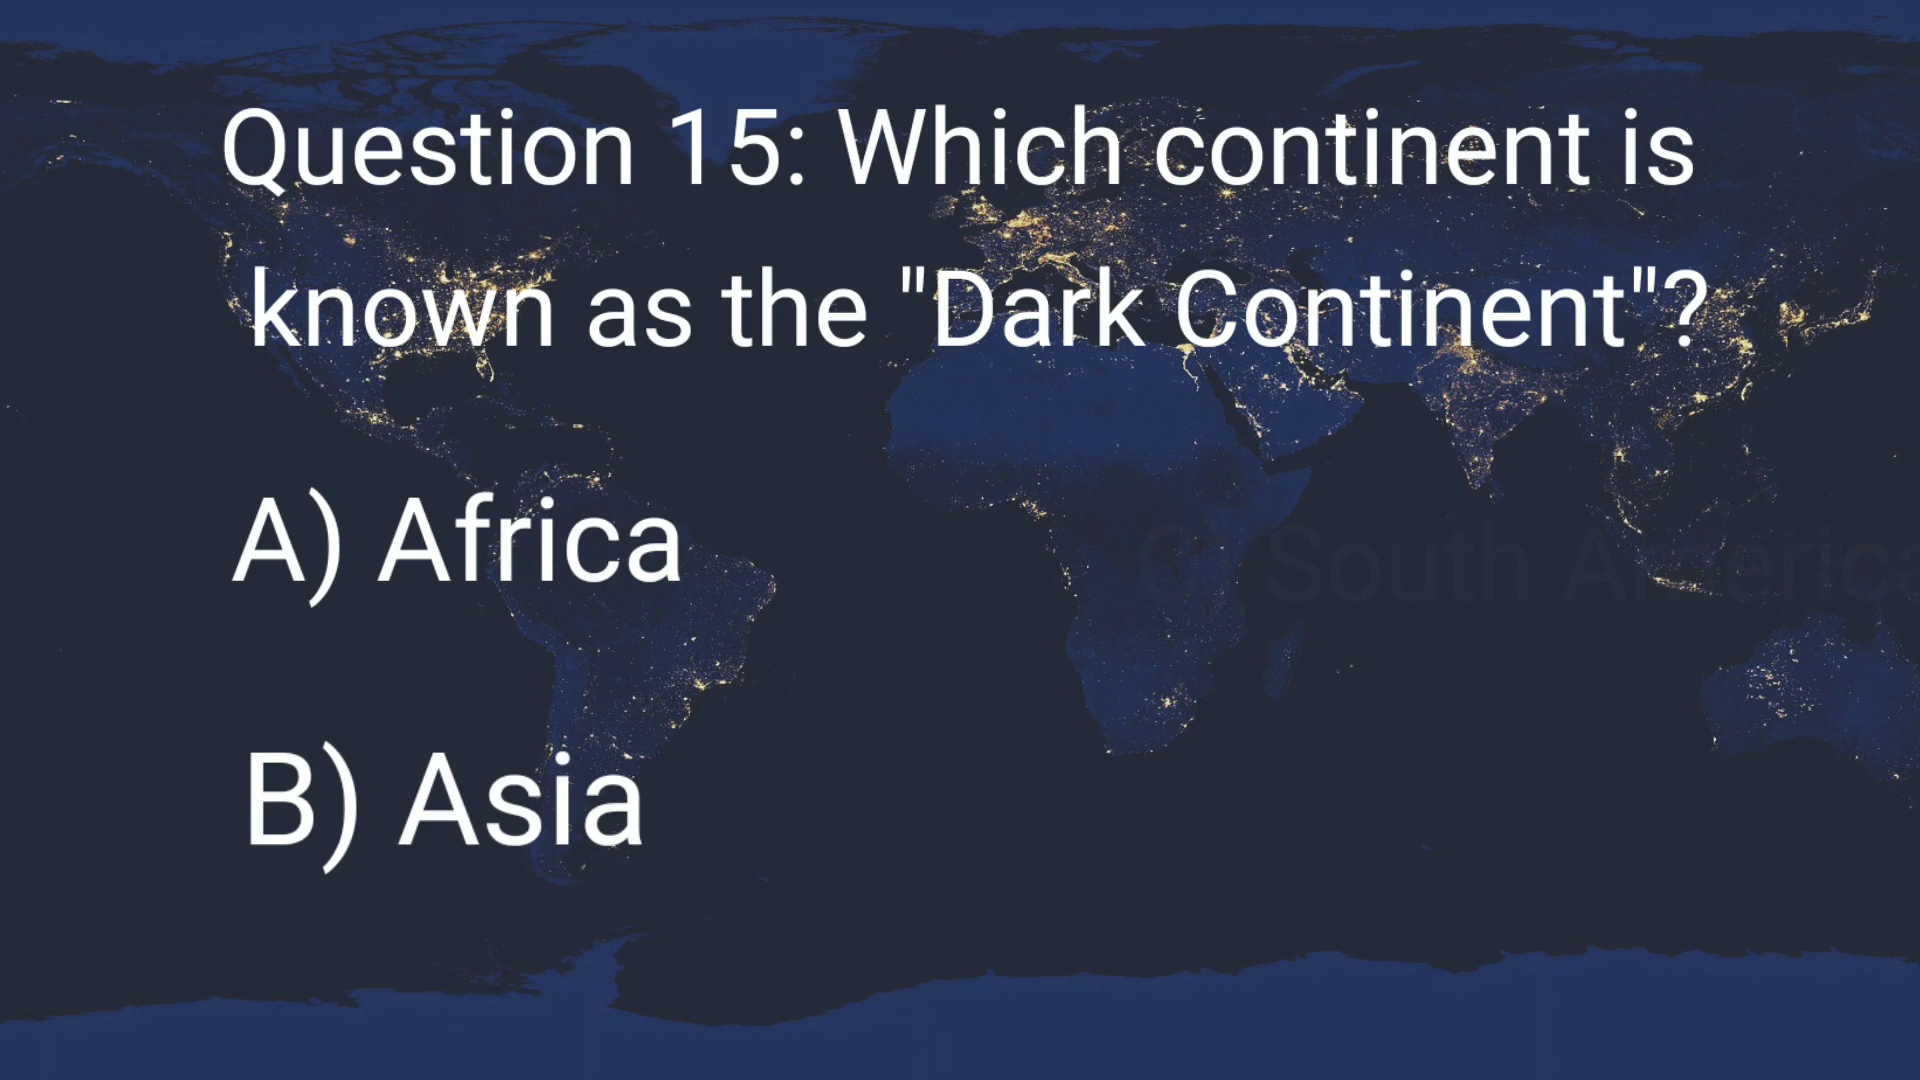 Question 15: Which continent is
known as the "Dark Continent"?
A) Africa
C) South America
B) Asia